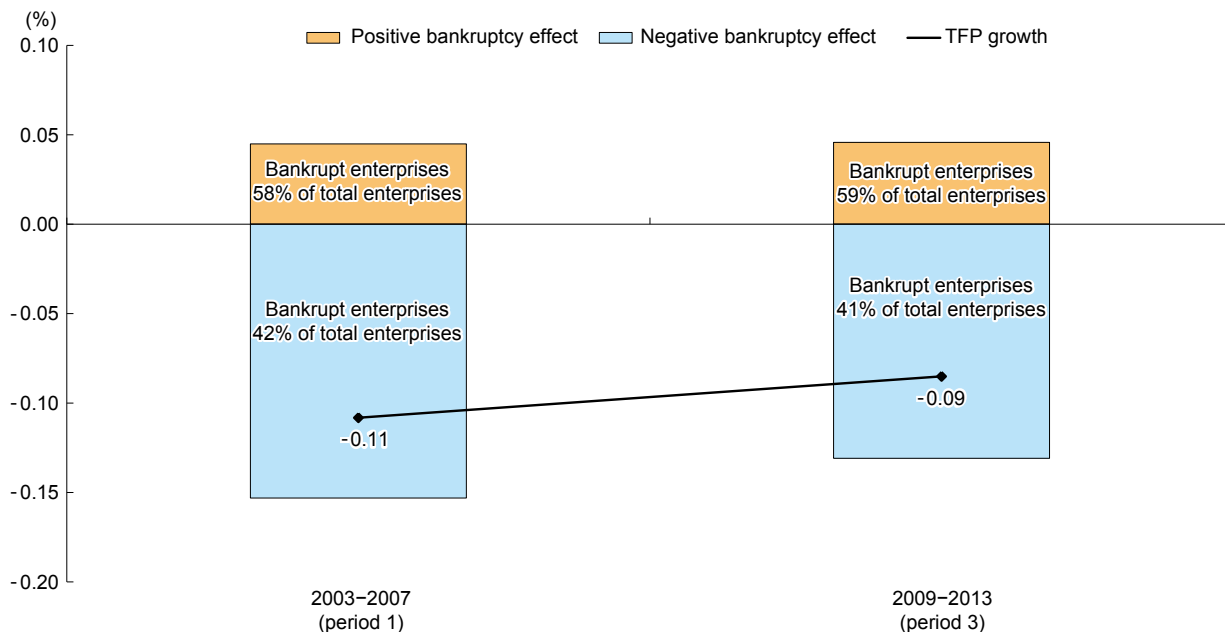 (%)
0.10
Positive bankruptcy effect
Negative bankruptcy effect
TFP growth
0.05
Bankrupt enterprises
58% of total enterprises
Bankrupt enterprises
59% of total enterprises
0.00
-0.05
Bankrupt enterprises
42% of total enterprises
Bankrupt enterprises
41% of total enterprises
-0.10
-0.11
-0.09
-0.15
-0.20
2003−2007
(period 1)
2009−2013
(period 3)